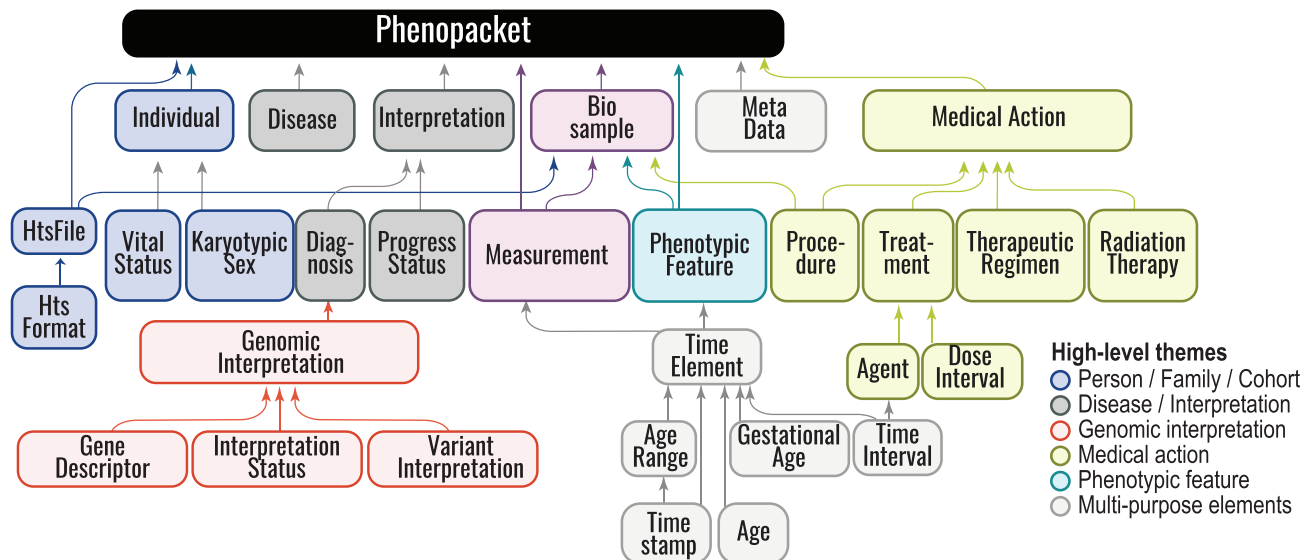 Phenopacket
Individual
Disease
Interpretation
Bio
sample
Meta
Data
Medical Action
HtsFile
Vital
Status
Karyotypic
Sex
Diag-
nosis
Progress
Status
Measurement
Phenotypic
Feature
Proce-
dure
Treat-
ment
Therapeutic
Regimen
Radiation
Therapy
Hts
Format
Genomic
Interpretation
Time
Element
Agent
Dose
Interval
Gene
Descriptor
Interpretation
Status
Variant
Interpretation
Age
Range
Gestational
Age
Time
Interval
Time
stamp
Age
High-level themes
Person / Family / Cohort
Disease / Interpretation
Genomic interpretation
Medical action
Phenotypic feature
Multi-purpose elements